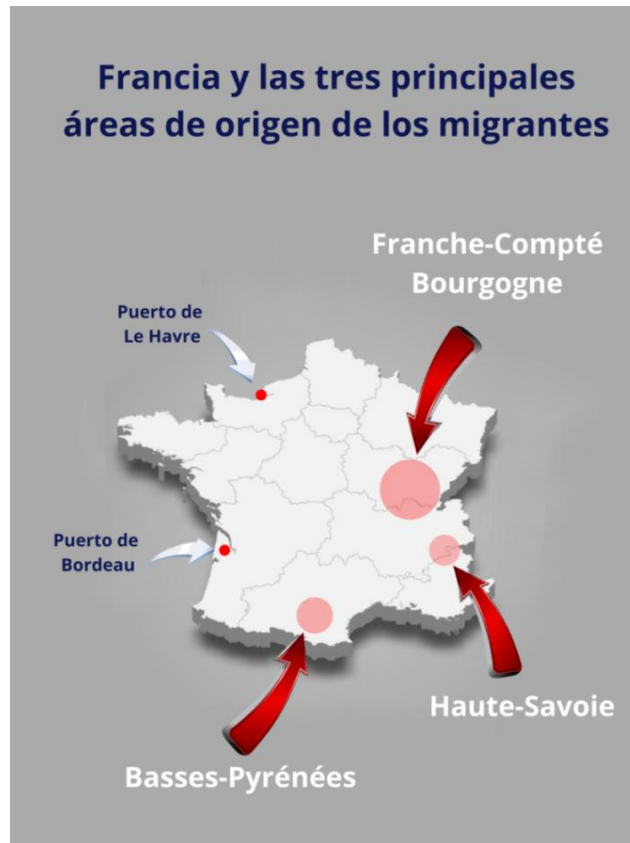 Francia y las tres principales
áreas de origen de los migrantes
Franche-Compté
Bourgogne
Puerto de
Le Havre
Puerto de
Bordeau
Haute-Savoie
Basses-Pyrénées